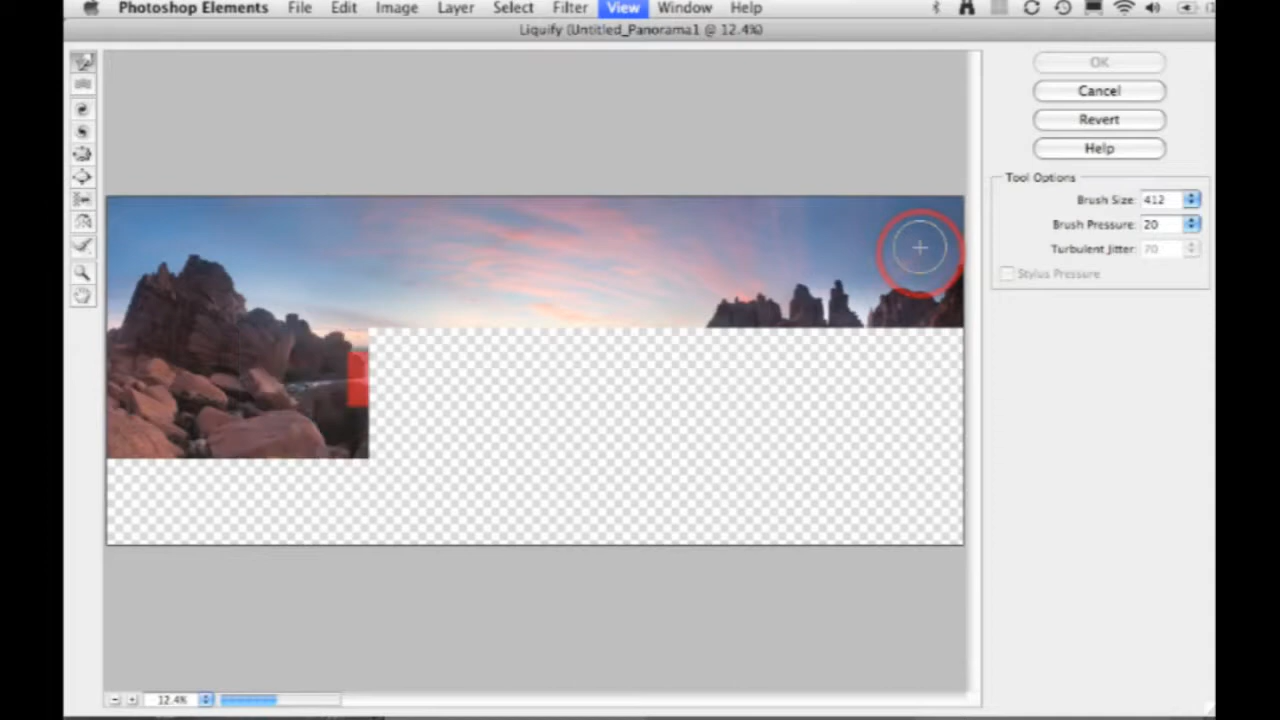 Photoshop Elements File Edit Image Layer Select Filter View Window Help
Liquify (Untitled_Panorama1 @ 12.4%)
OK
Cancel
Revert
Help
Tool Options
Brush Size: 412
Brush Pressure: 20
Turbulent Jitter: 70
Stylus Pressure
12.4%